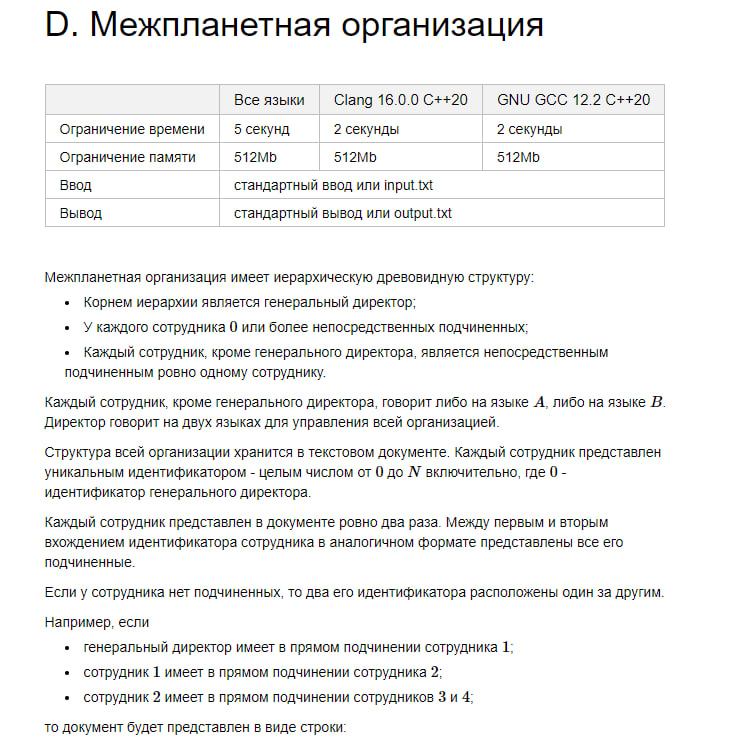 D. Межпланетная организация
Все языки Clang 16.0.0 C++20 GNU GCC 12.2 C++20
Ограничение времени 5 секунд 2 секунды 2 секунды
Ограничение памяти 512Mb 512Mb 512Mb
Ввод стандартный ввод или input.txt
Вывод стандартный вывод или output.txt
Межпланетная организация имеет иерархическую древовидную структуру:
• Корнем иерархии является генеральный директор;
• У каждого сотрудника 0 или более непосредственных подчиненных;
• Каждый сотрудник, кроме генерального директора, является непосредственным
подчиненным ровно одному сотруднику.
Каждый сотрудник, кроме генерального директора, говорит либо на языке A, либо на языке B.
Директор говорит на двух языках для управления всей организацией.
Структура всей организации хранится в текстовом документе. Каждый сотрудник представлен
уникальным идентификатором - целым числом от 0 до N включительно, где 0 -
идентификатор генерального директора.
Каждый сотрудник представлен в документе ровно два раза. Между первым и вторым
вхождением идентификатора сотрудника в аналогичном формате представлены все его
подчиненные.
Если у сотрудника нет подчиненных, то два его идентификатора расположены один за другим.
Например, если
• генеральный директор имеет в прямом подчинении сотрудника 1;
• сотрудник 1 имеет в прямом подчинении сотрудника 2;
• сотрудник 2 имеет в прямом подчинении сотрудников 3 и 4;
то документ будет представлен в виде строки: